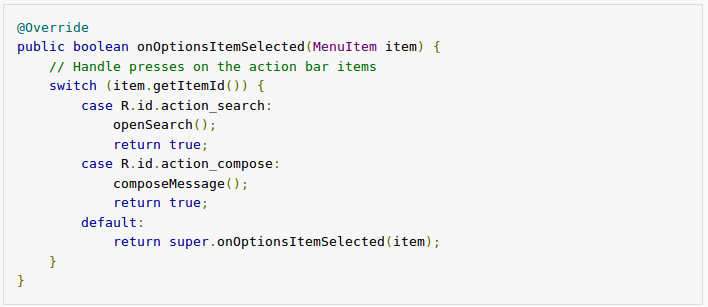 @Override
public boolean onOptionsItemSelected(MenuItem item) {
    // Handle presses on the action bar items
    switch (item.getItemId()) {
        case R.id.action_search:
            openSearch();
            return true;
        case R.id.action_compose:
            composeMessage();
            return true;
        default:
            return super.onOptionsItemSelected(item);
    }
}